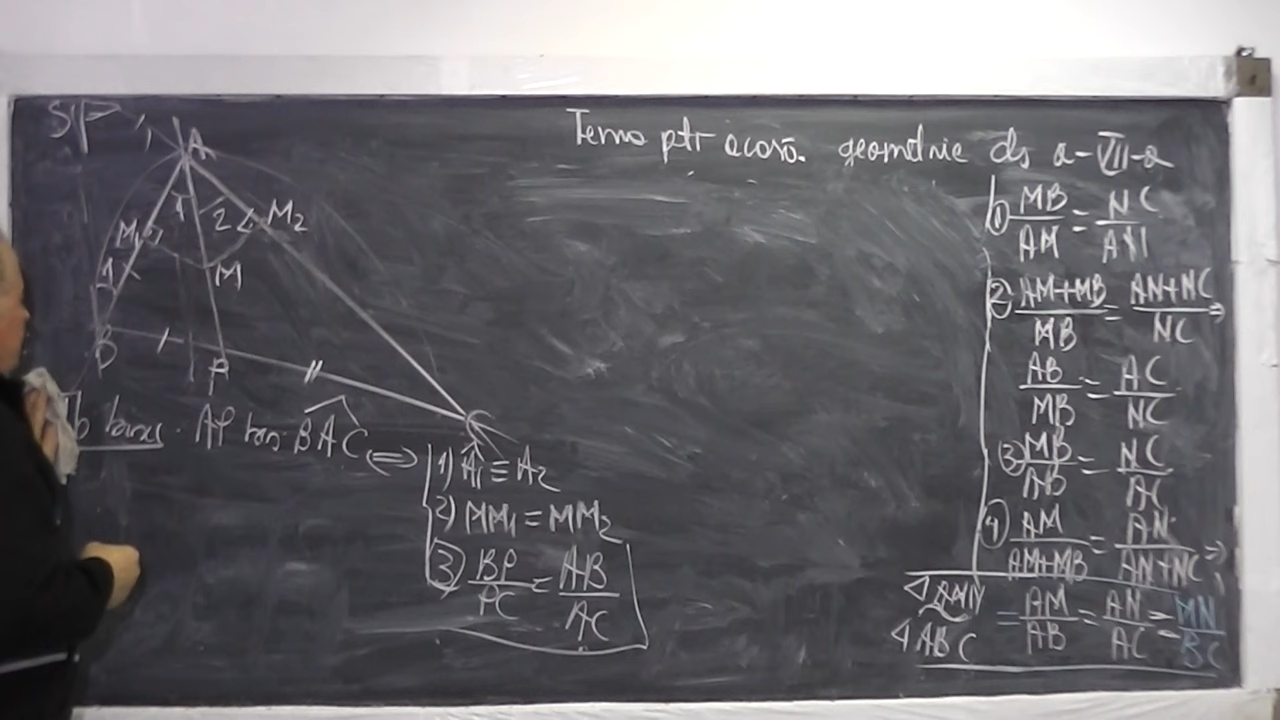 Tema ptr acasă. geometrie cls a-VII-a
A
1 2
M₁ M₂
M
1
B P
Tb bisec. AP bis. BAC ⇔
1) A₁ ≡ A₂
2) MM₁ = MM₂
3) BP/PC = AB/AC
1) MB/AM = NC/AN
2) AM+MB/MB = AN+NC/NC ⇒
AB/MB = AC/NC
3) MB/AB = NC/AC
4) AM/AM+MB = AN/AN+NC ⇒
∢ AMN
∢ ABC
= AM/AB = AN/AC = MN/BC